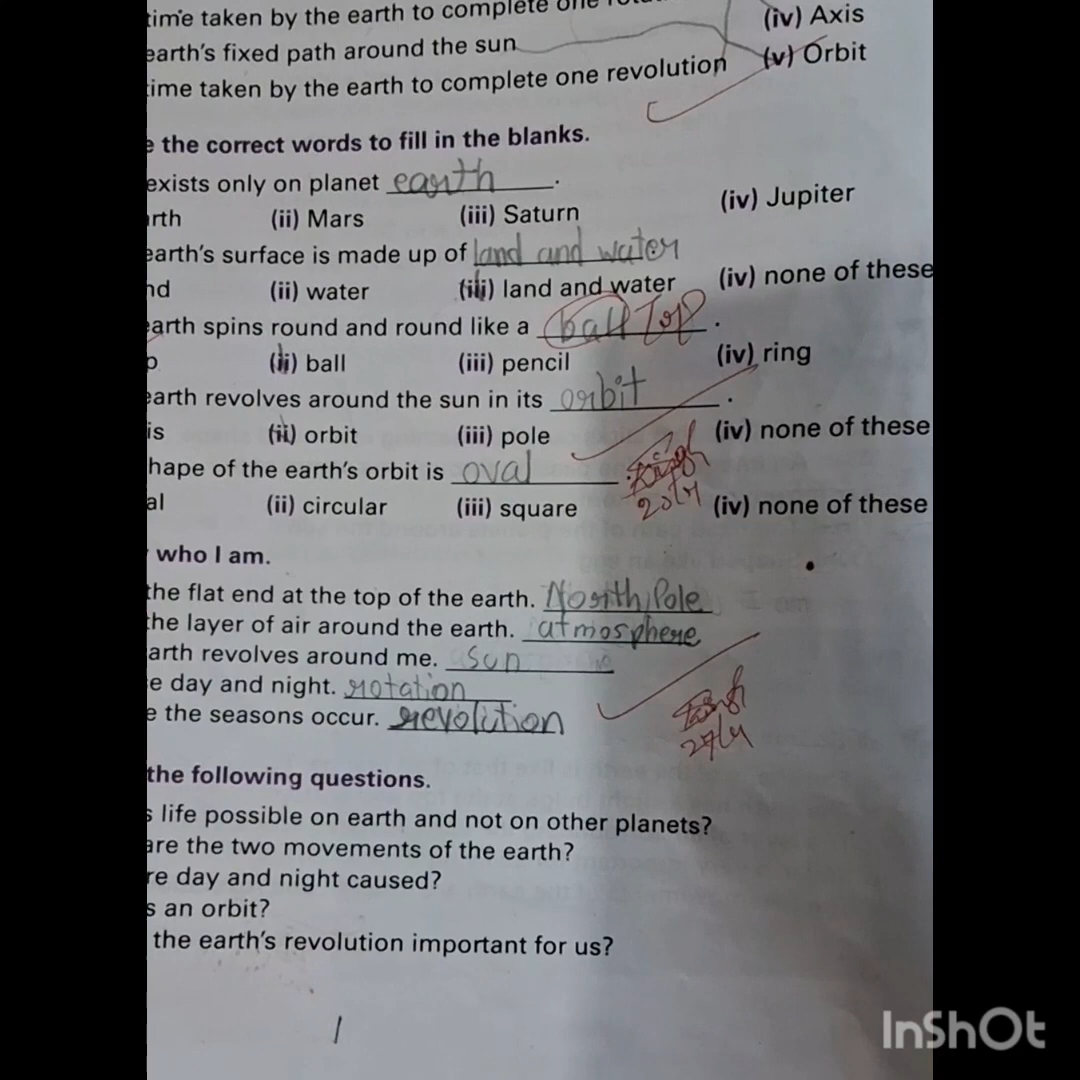 time taken by the earth to complete one
(iv) Axis
earth's fixed path around the sun
(v) Orbit
time taken by the earth to complete one revolution
e the correct words to fill in the blanks.
exists only on planet earth.
rth (ii) Mars (iii) Saturn (iv) Jupiter
earth's surface is made up of land and water
nd (ii) water (iii) land and water (iv) none of these
earth spins round and round like a ball Top.
p (ii) ball (iii) pencil (iv) ring
earth revolves around the sun in its orbit.
is (ii) orbit (iii) pole (iv) none of these
hape of the earth's orbit is oval.
al (ii) circular (iii) square (iv) none of these
who I am.
the flat end at the top of the earth. North Pole
the layer of air around the earth. atmosphere
arth revolves around me. sun
e day and night. rotation
e the seasons occur. revolution
the following questions.
s life possible on earth and not on other planets?
are the two movements of the earth?
re day and night caused?
s an orbit?
the earth's revolution important for us?
InShOt